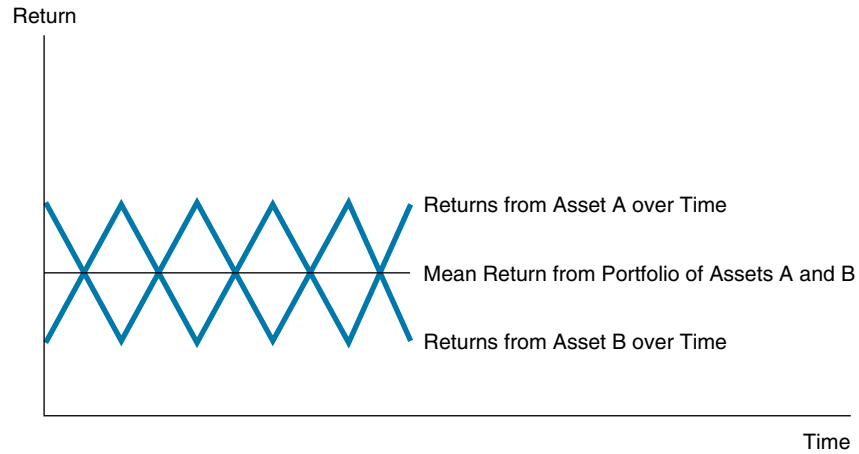 Return
Returns from Asset A over Time
Mean Return from Portfolio of Assets A and B
Returns from Asset B over Time
Time